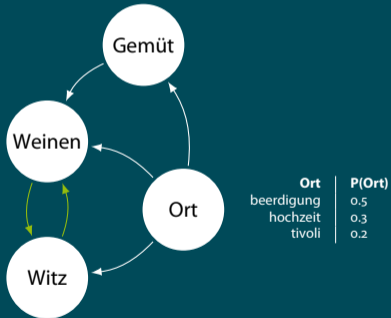 Gemüt
Weinen
Ort
Witz
Ort P(Ort)
beerdigung 0.5
hochzeit 0.3
tivoli 0.2